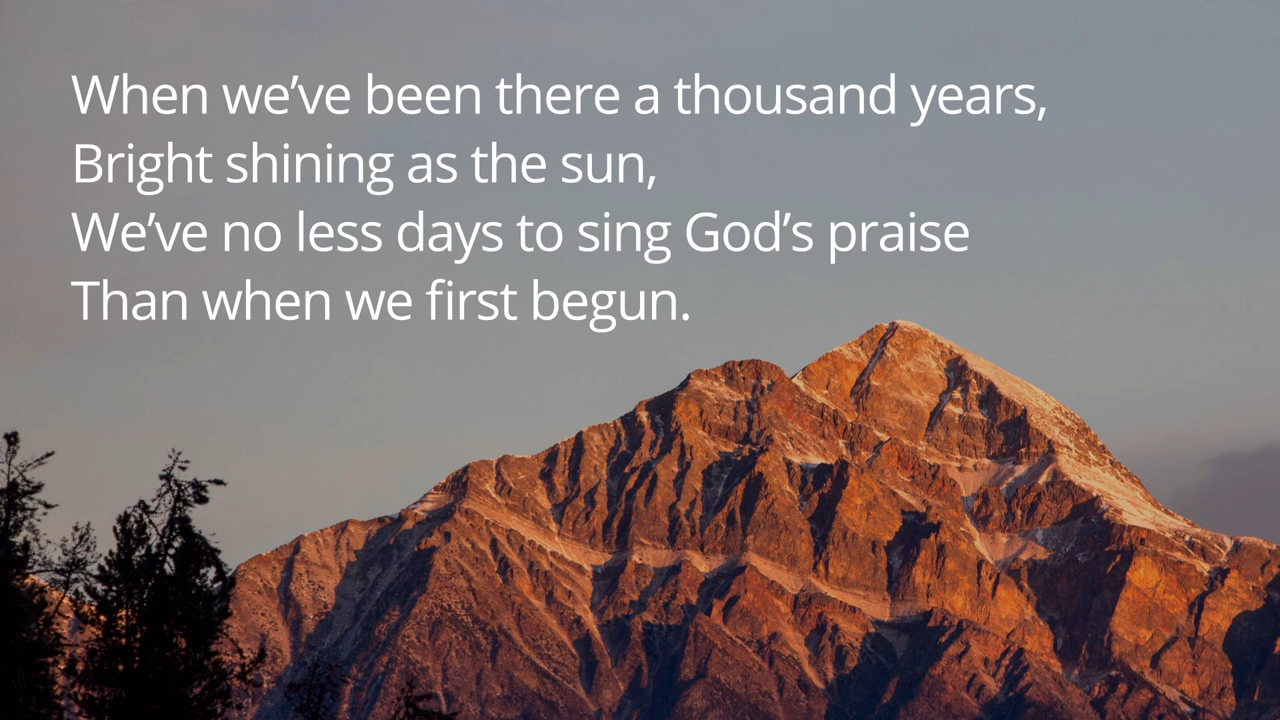 When we’ve been there a thousand years,
Bright shining as the sun,
We’ve no less days to sing God’s praise
Than when we first begun.